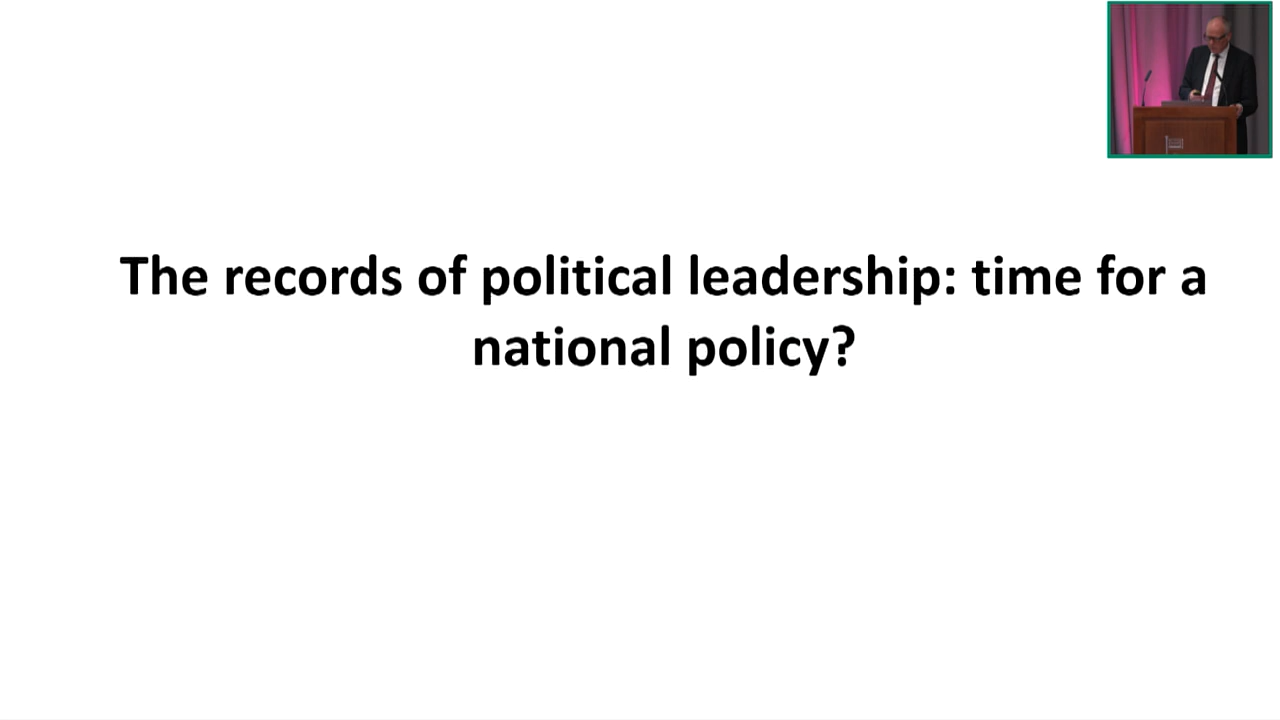 The records of political leadership: time for a
national policy?